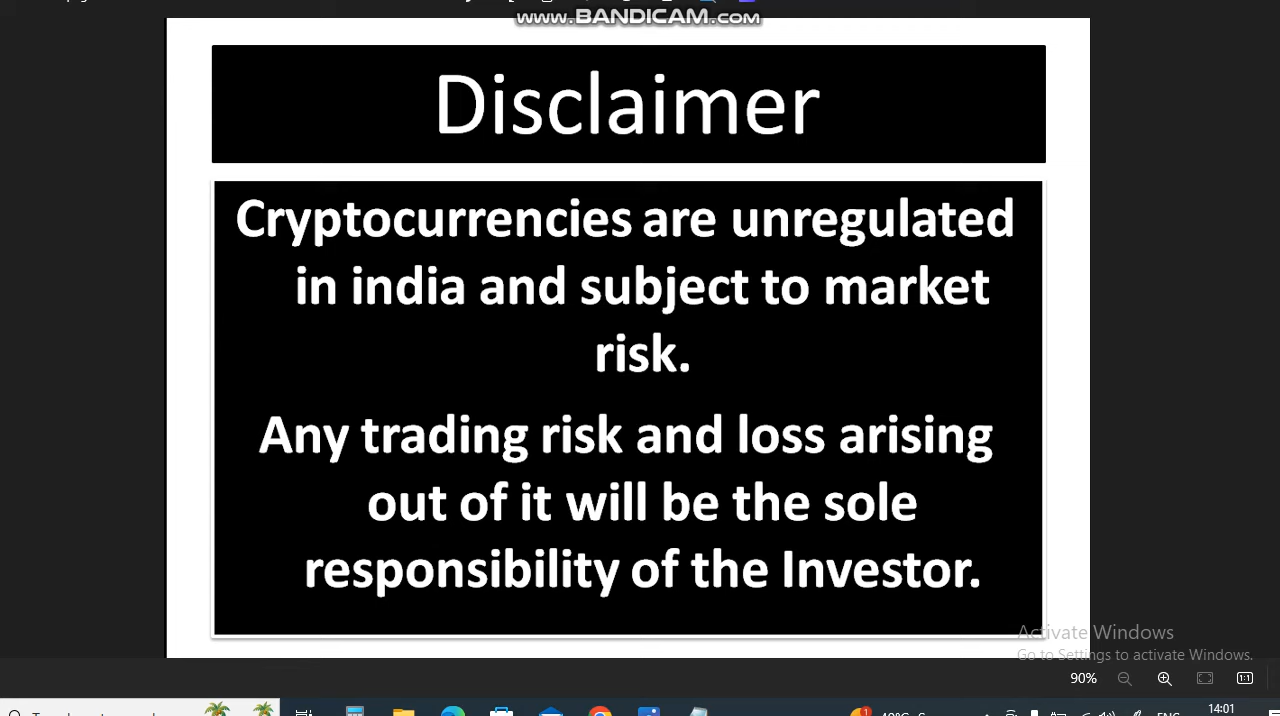 www.BANDICAM.com
Disclaimer
Cryptocurrencies are unregulated
in india and subject to market
risk.
Any trading risk and loss arising
out of it will be the sole
responsibility of the Investor.
Activate Windows
Go to Settings to activate Windows.
90%
1:1
14:01